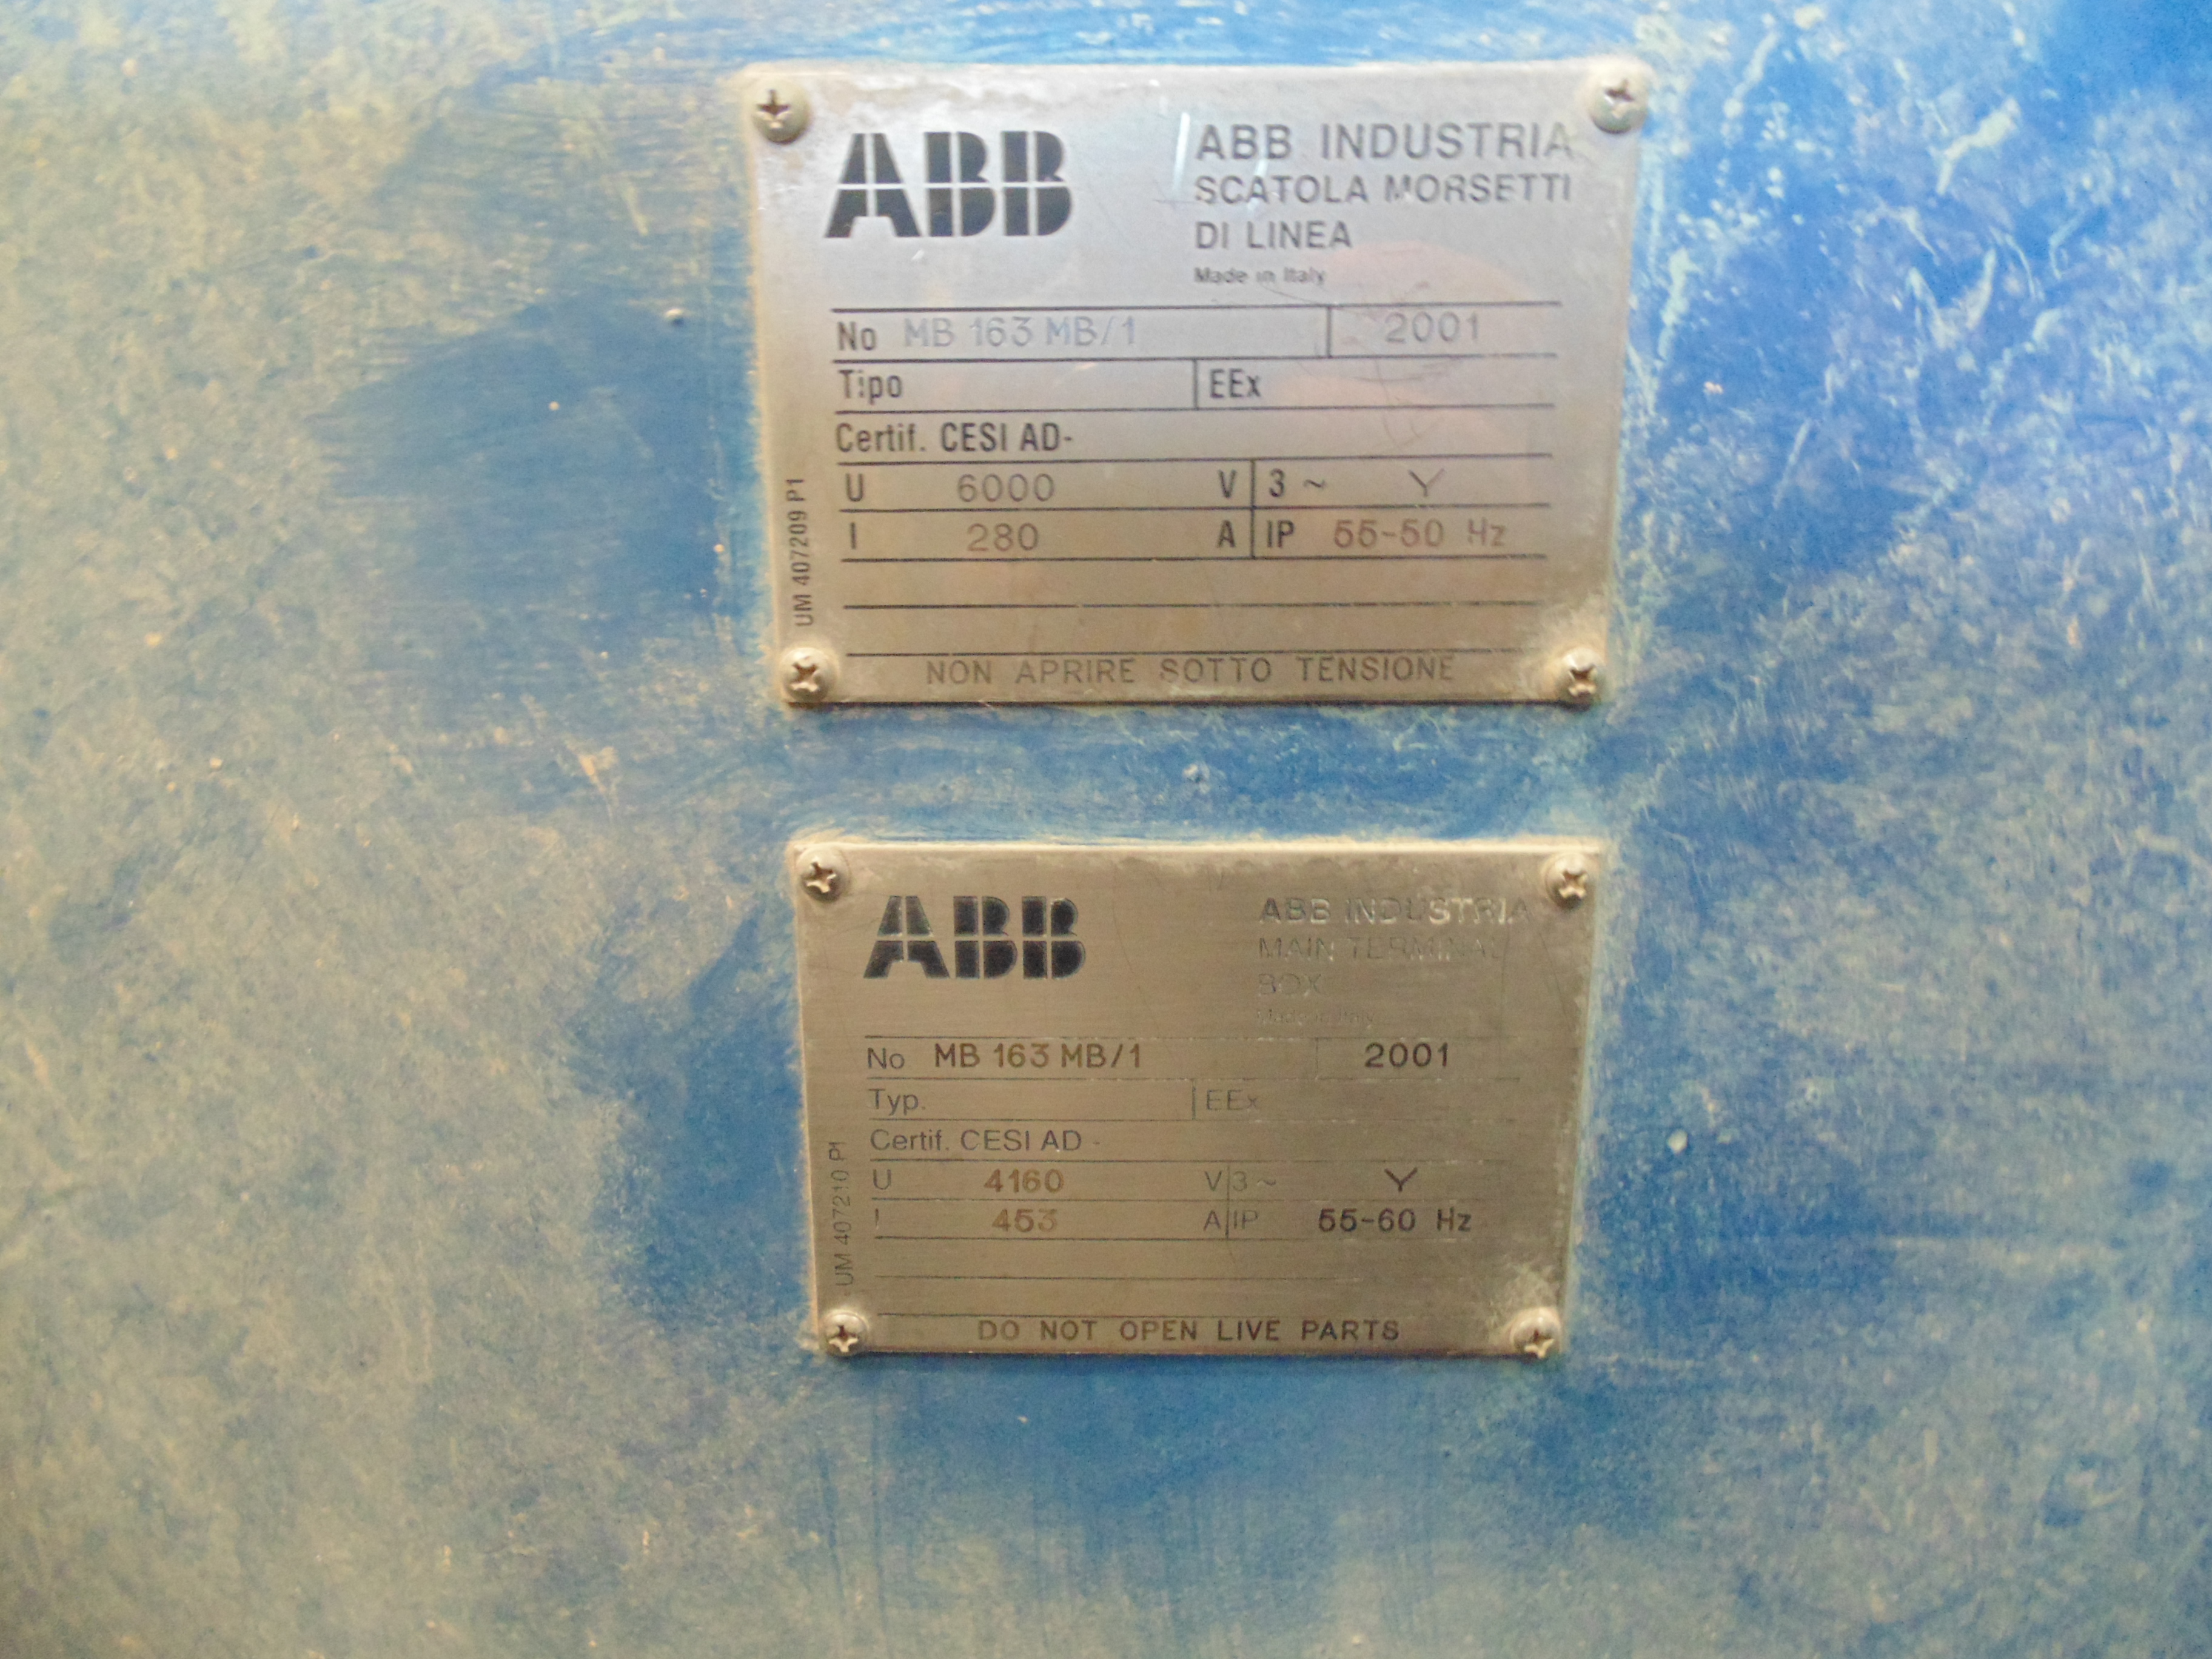 ABB
ABB INDUSTRIA
SCATOLA MORSETTI
DI LINEA
Made in Italy
No MB 163 MB/1 2001
Tipo EEx
Certif. CESI AD-
U 6000 V 3 ~ Y
I 280 A IP 55-50 Hz
UM 407209 P1
NON APRIRE SOTTO TENSIONE
ABB
ABB INDUSTRIA
MAIN TERMINAL
BOX
Made in Italy
No MB 163 MB/1 2001
Typ. EEx
Certif. CESI AD -
U 4160 V 3 ~ Y
I 453 A IP 55-60 Hz
UM 407210 P1
DO NOT OPEN LIVE PARTS